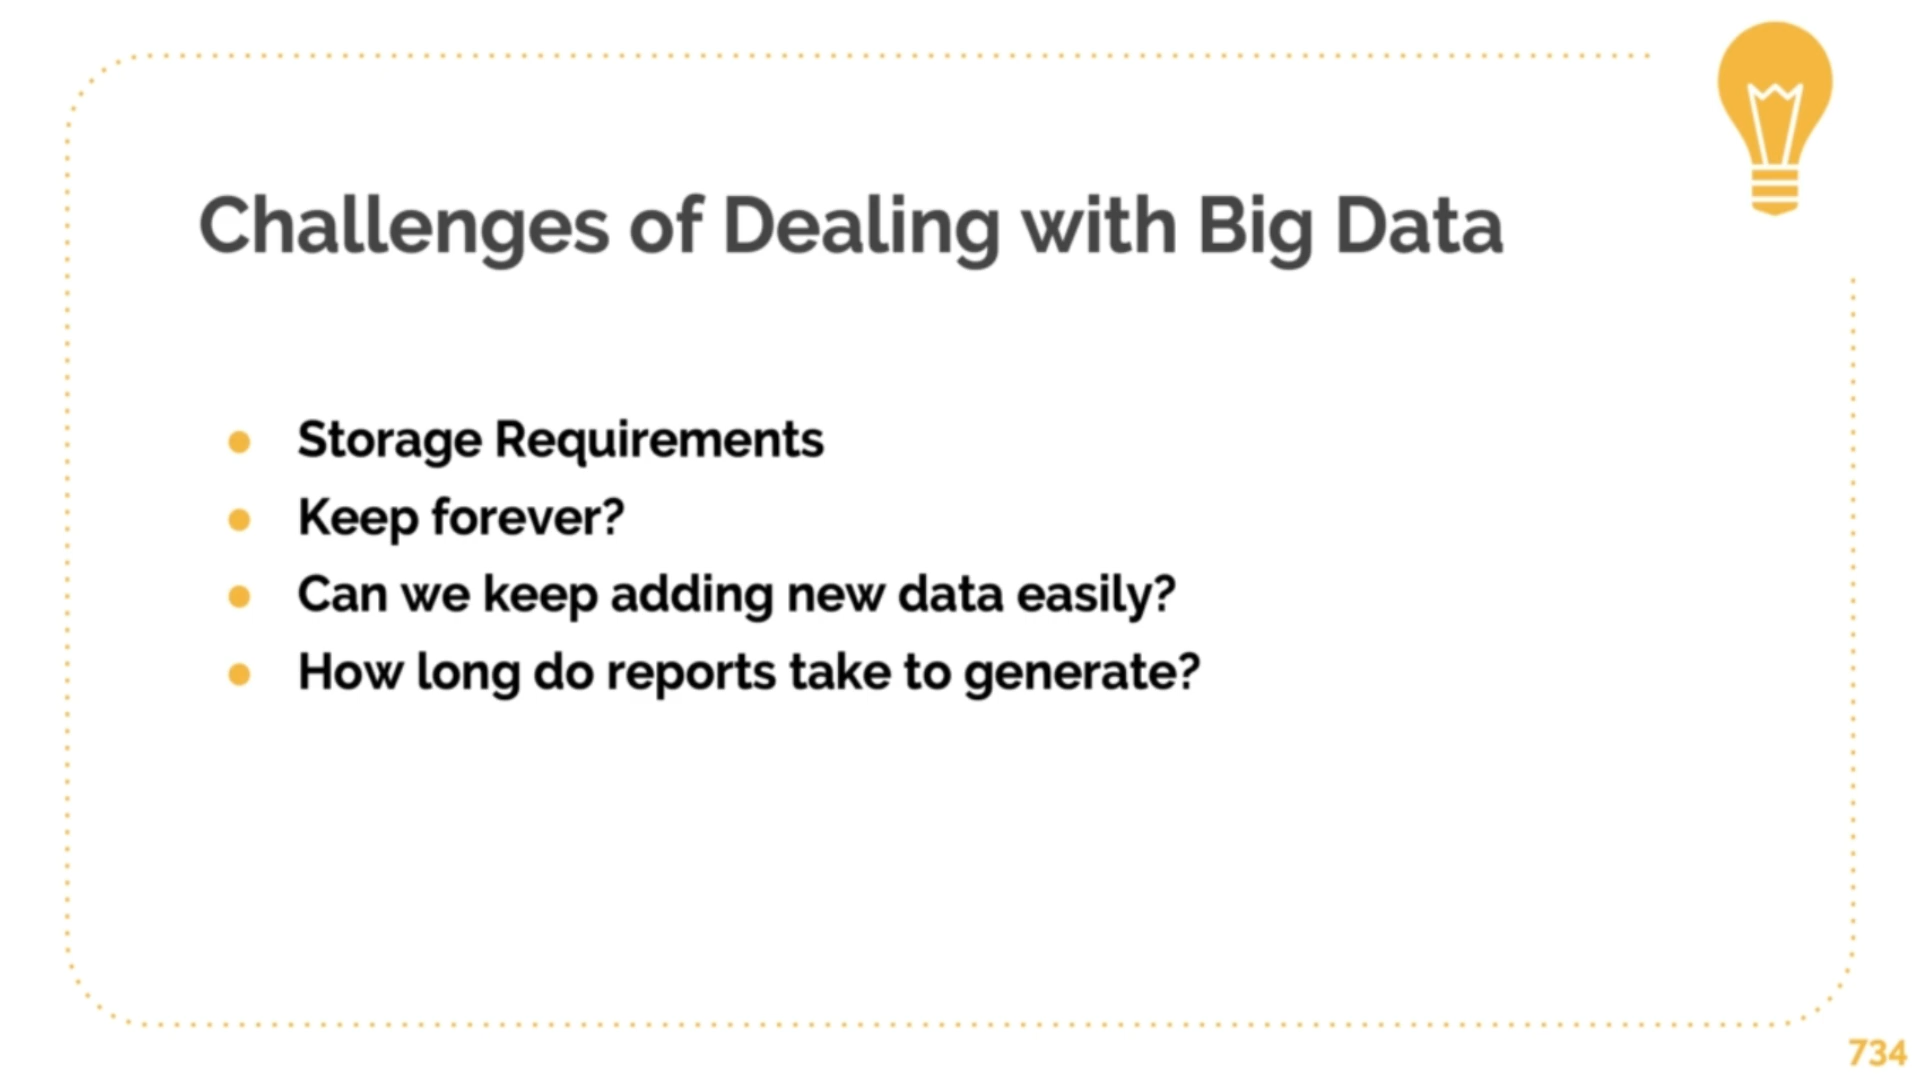 Challenges of Dealing with Big Data
Storage Requirements
Keep forever?
Can we keep adding new data easily?
How long do reports take to generate?
734